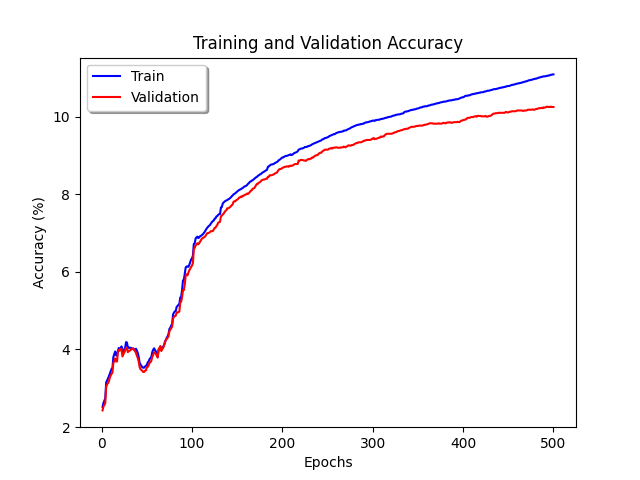 Training and Validation Accuracy
Train
Validation
Accuracy (%)
10
8
6
4
2
0 100 200 300 400 500
Epochs